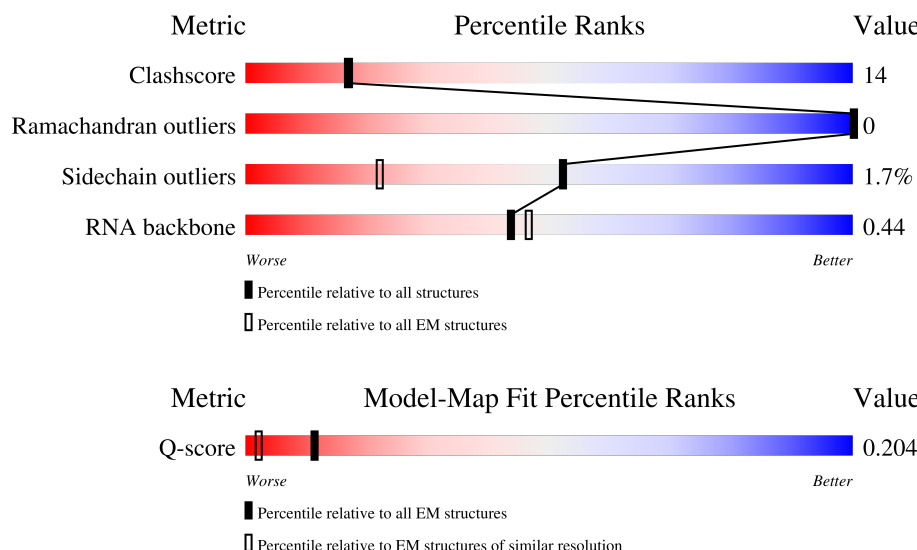 Metric Percentile Ranks Value
Clashscore 14
Ramachandran outliers 0
Sidechain outliers 1.7%
RNA backbone 0.44
Worse Better
Percentile relative to all structures
Percentile relative to all EM structures
Metric Model-Map Fit Percentile Ranks Value
Q-score 0.204
Worse Better
Percentile relative to all EM structures
Percentile relative to EM structures of similar resolution